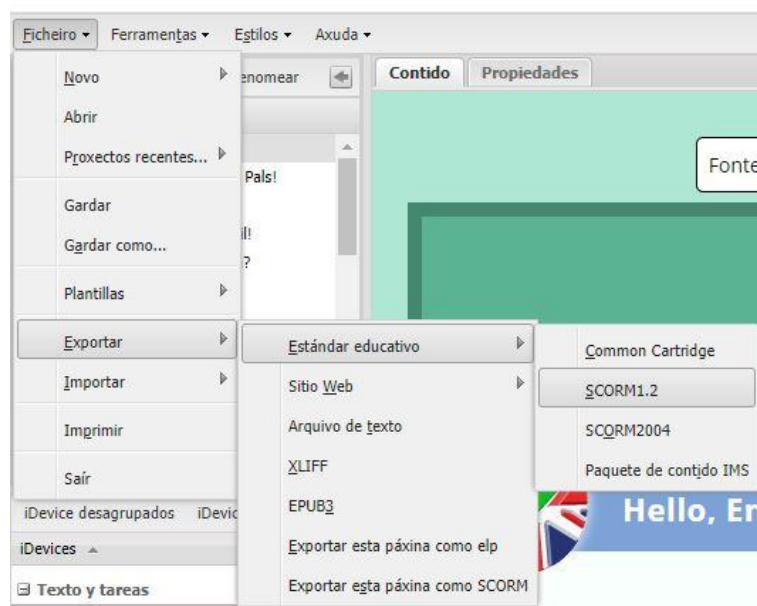 Ficheiro Ferramentas Estilos Axuda
Novo
Abrir
Proxectos recentes...
Gardar
Gardar como...
Plantillas
Exportar
Importar
Imprimir
Saír
enomear
Pals!
il!
?
Contido Propiedades
Fonte
Estándar educativo
Sitio Web
Arquivo de texto
XLIFF
EPUB3
Exportar esta páxina como elp
Exportar esta páxina como SCORM
Common Cartridge
SCORM1.2
SCORM2004
Paquete de contido IMS
Hello, En
iDevice desagrupados iDevic
iDevices
Texto y tareas